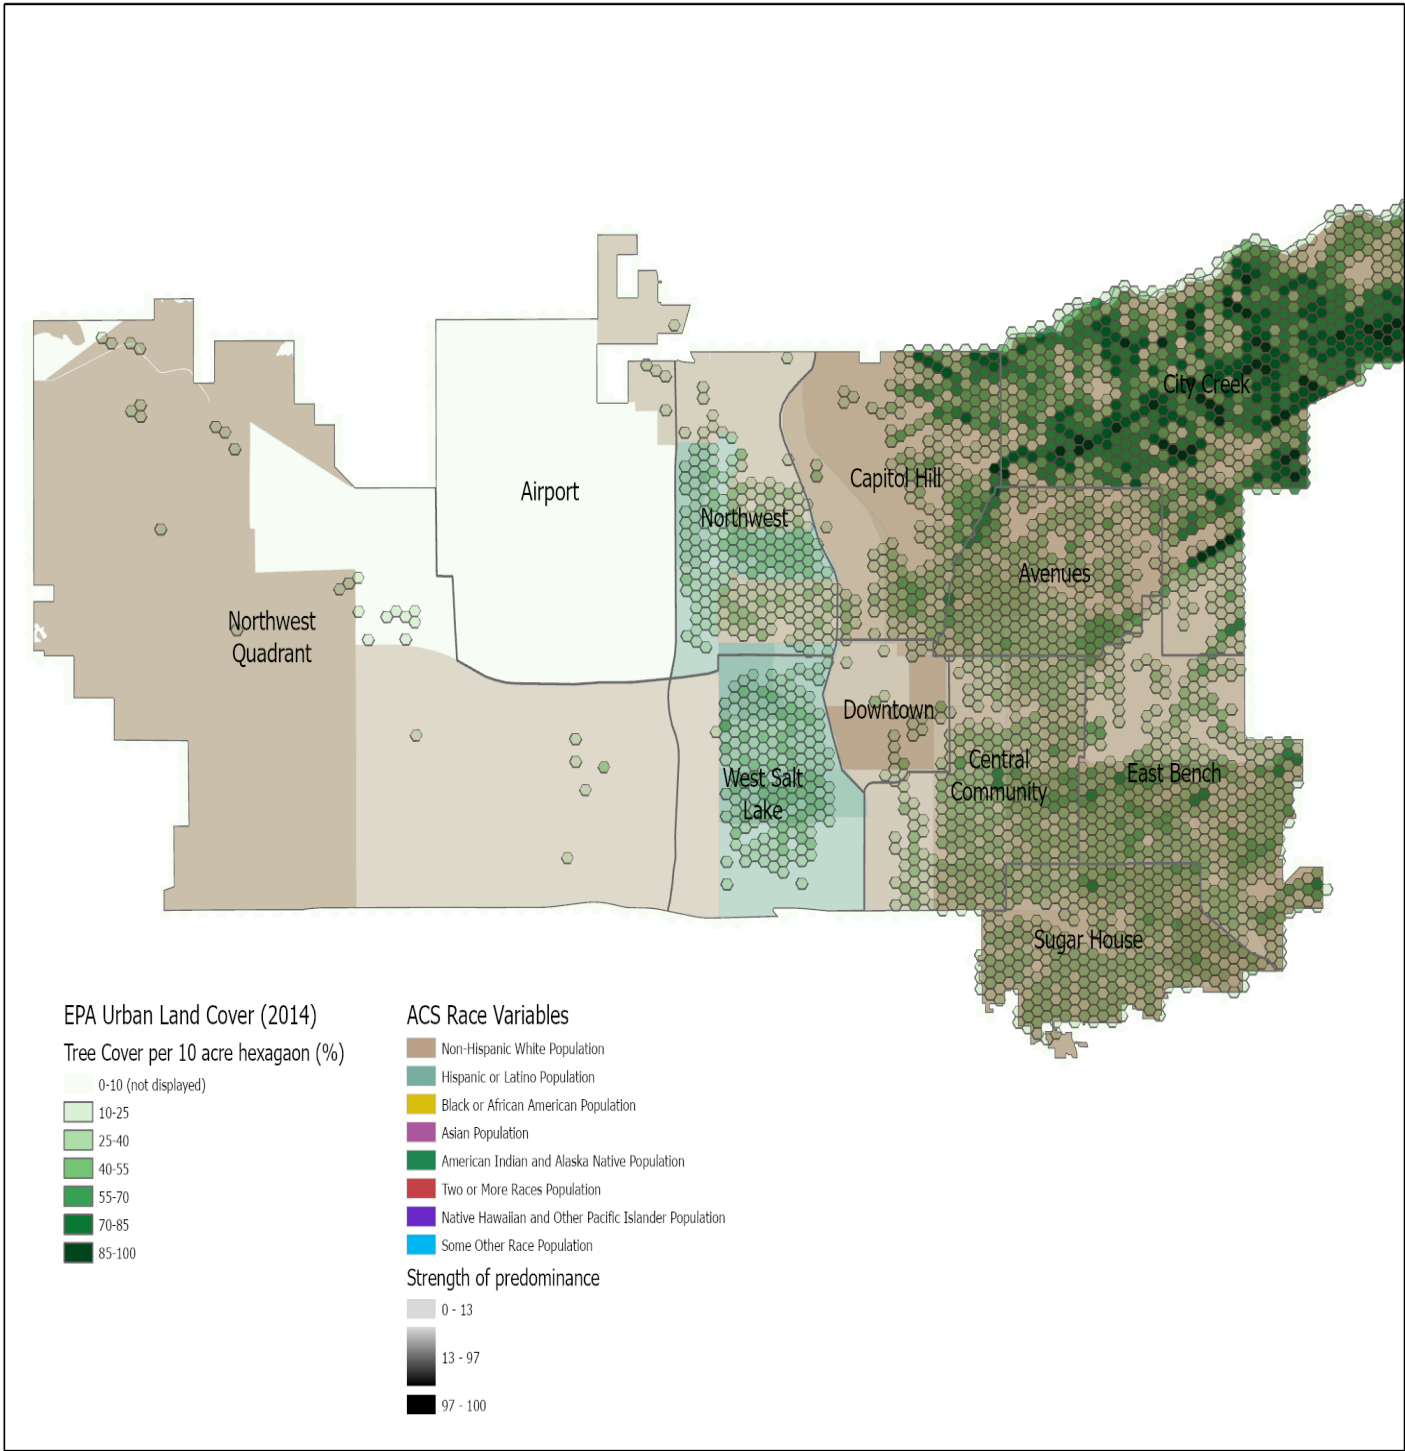 City Creek
Capitol Hill
Airport
Northwest
Avenues
Northwest
Quadrant
Downtown
Central
Community
East Bench
West Salt
Lake
Sugar House
EPA Urban Land Cover (2014)
Tree Cover per 10 acre hexagaon (%)
0-10 (not displayed)
10-25
25-40
40-55
55-70
70-85
85-100
ACS Race Variables
Non-Hispanic White Population
Hispanic or Latino Population
Black or African American Population
Asian Population
American Indian and Alaska Native Population
Two or More Races Population
Native Hawaiian and Other Pacific Islander Population
Some Other Race Population
Strength of predominance
0 - 13
13 - 97
97 - 100